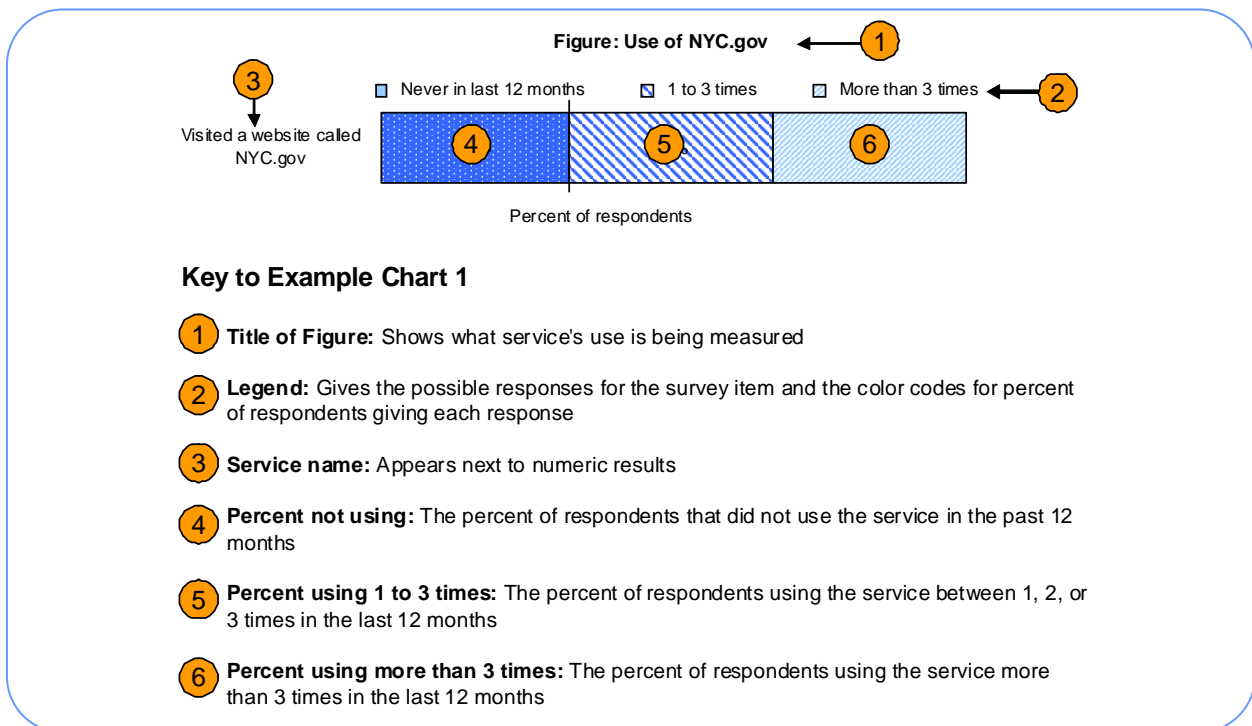 Figure: Use of NYC.gov
1
3
Never in last 12 months 1 to 3 times More than 3 times
2
Visited a website called
NYC.gov
4
5
6
Percent of respondents
Key to Example Chart 1
1 Title of Figure: Shows what service's use is being measured
2 Legend: Gives the possible responses for the survey item and the color codes for percent
of respondents giving each response
3 Service name: Appears next to numeric results
4 Percent not using: The percent of respondents that did not use the service in the past 12
months
5 Percent using 1 to 3 times: The percent of respondents using the service between 1, 2, or
3 times in the last 12 months
6 Percent using more than 3 times: The percent of respondents using the service more
than 3 times in the last 12 months